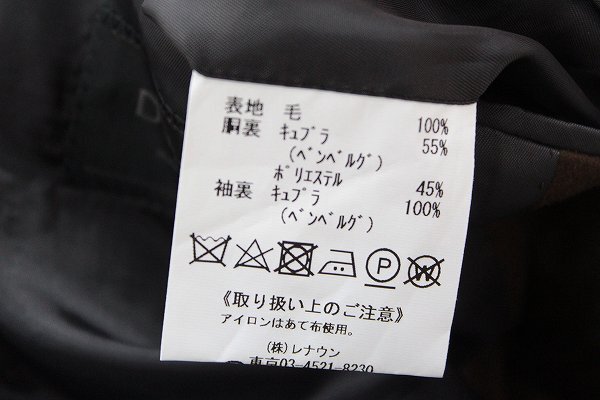 表地 毛 100%
胴裏 ｷｭﾌﾟﾗ 55%
(ﾍﾞﾝﾍﾞﾙｸﾞ)
ﾎﾟﾘｴｽﾃﾙ 45%
袖裏 ｷｭﾌﾟﾗ 100%
(ﾍﾞﾝﾍﾞﾙｸﾞ)
P W
《取り扱い上のご注意》
アイロンはあて布使用。
(株)レナウン
東京03-4521-8230
D